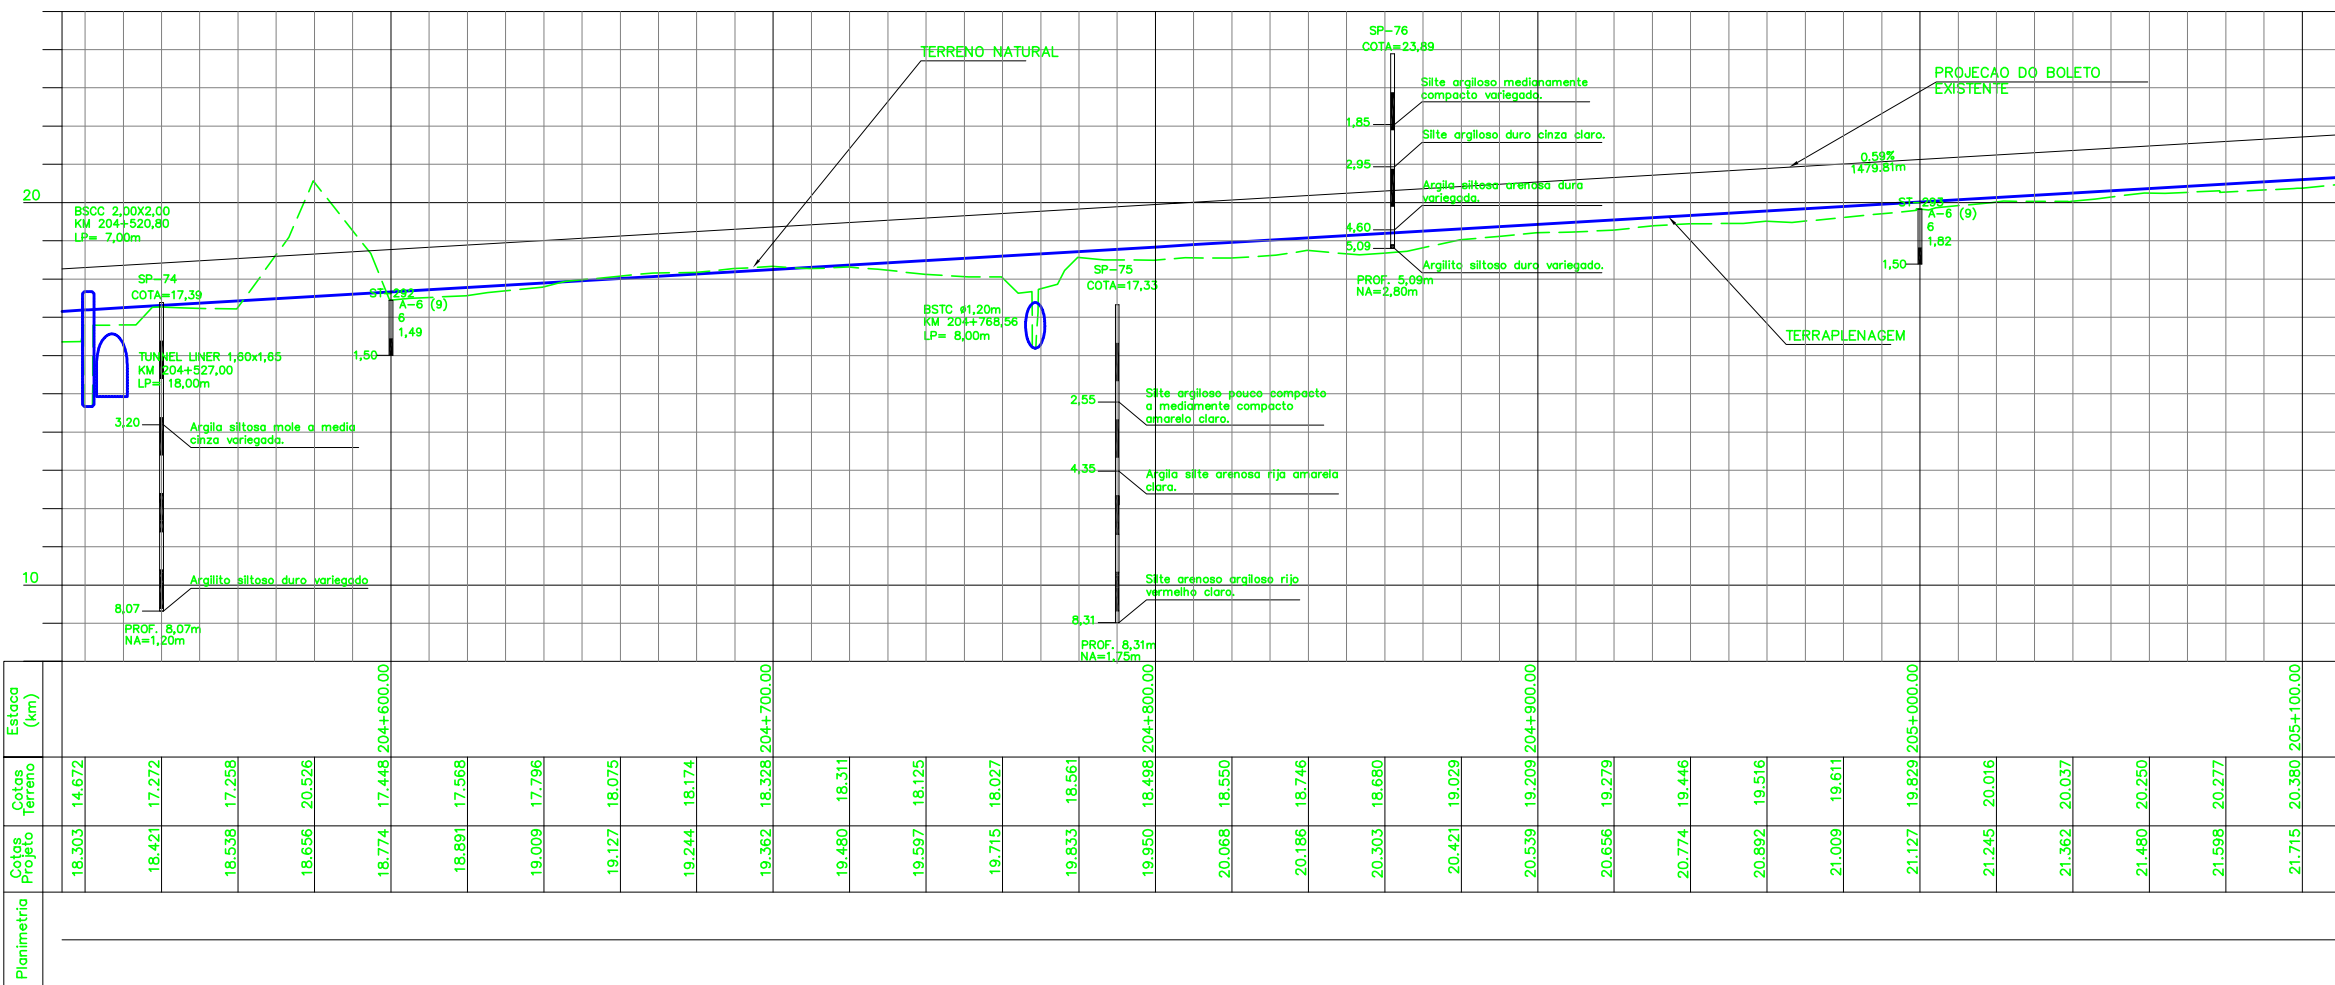 SP-76
COTA=23,89
TERRENO NATURAL
PROJECAO DO BOLETO
EXISTENTE
Silte argiloso medianamente
compacto variegada.
1,85
Silte argiloso duro cinza claro.
2,95
0.59%
1479.81m
Argila siltosa arenosa dura
variegada.
4,60
5,09
Argilito siltoso duro variegado.
PROF. 5,09m
NA=2,80m
20
BSCC 2,00X2,00
KM 204+520,80
LP= 7,00m
SP-74
COTA=17,39
ST-292
A-6 (9)
6
1,49
1,50
TUNNEL LINER 1,60x1,65
KM 204+527,00
LP= 18,00m
3,20
Argila siltosa mole a media
cinza variegada.
10
Argilito siltoso duro variegado
8,07
PROF. 8,07m
NA=1,20m
BSTC ø1,20m
KM 204+768,56
LP= 8,00m
SP-75
COTA=17,33
2,55
Silte argiloso pouco compacto
a mediamente compacto
amarelo claro.
4,35
Argila silte arenosa rija amarela
clara.
Silte arenoso argiloso rijo
vermelho claro.
8,31
PROF. 8,31m
NA=1,75m
ST-293
A-6 (9)
6
1,82
1,50
TERRAPLENAGEM
Estaca
(km)
204+600.00
204+700.00
204+800.00
204+900.00
205+000.00
205+100.00
Cotas
Terreno
14.672
17.272
17.258
20.526
17.448
17.568
17.796
18.075
18.174
18.328
18.311
18.125
18.027
18.561
18.498
18.550
18.746
18.680
19.029
19.209
19.279
19.446
19.516
19.611
19.829
20.016
20.037
20.250
20.277
20.380
Cotas
Projeto
18.303
18.421
18.538
18.656
18.774
18.891
19.009
19.127
19.244
19.362
19.480
19.597
19.715
19.833
19.950
20.068
20.186
20.303
20.421
20.539
20.656
20.774
20.892
21.009
21.127
21.245
21.362
21.480
21.598
21.715
Planimetria